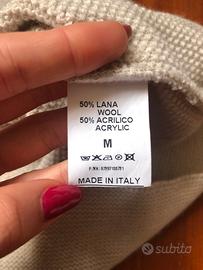 50% LANA
WOOL
50% ACRILICO
ACRYLIC
M
MADE IN ITALY
subito